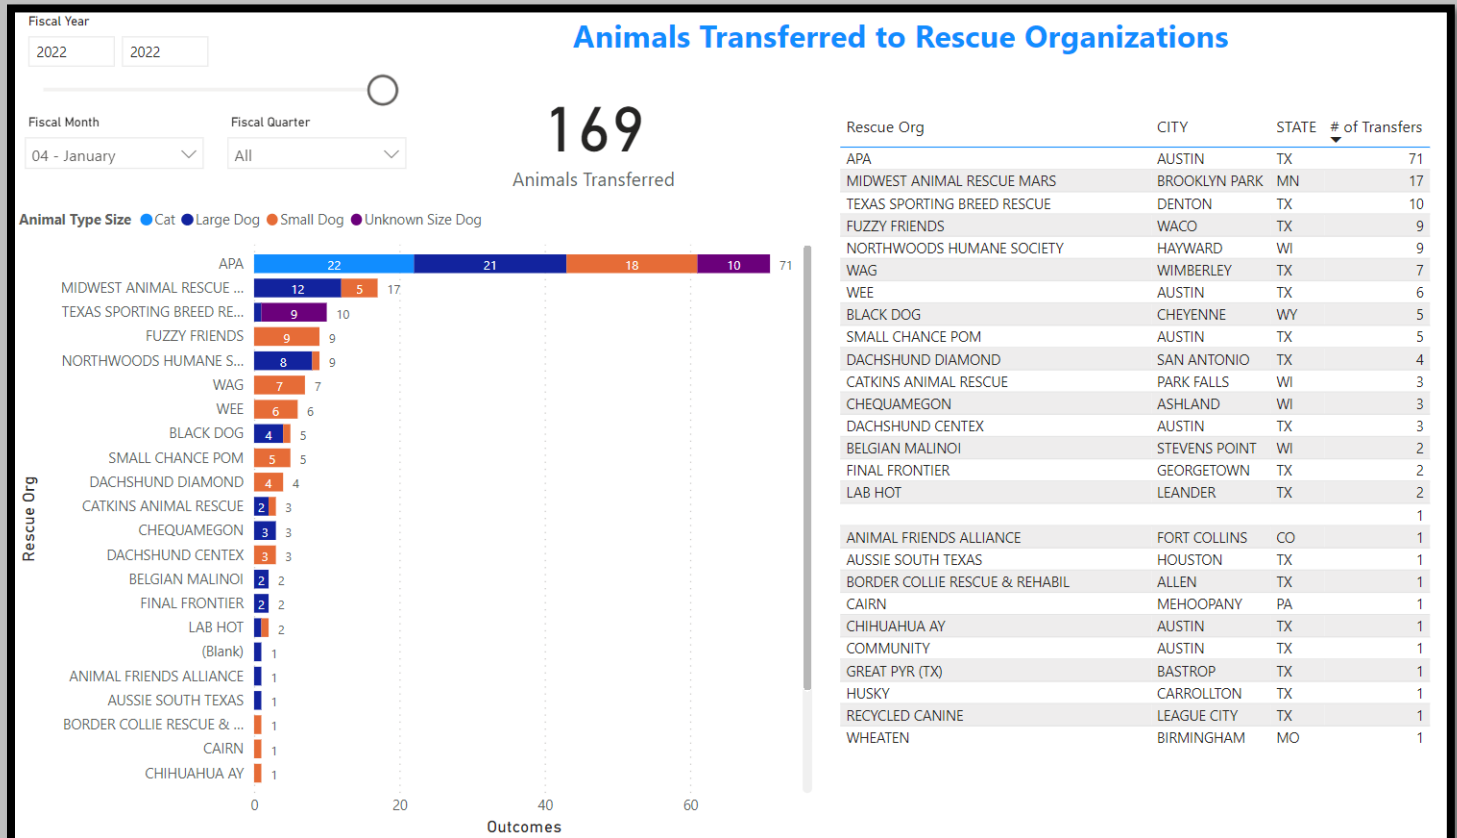 Fiscal Year
Animals Transferred to Rescue Organizations
2022 2022
Fiscal Month Fiscal Quarter
04 - January All
169
Animals Transferred
Animal Type Size Cat Large Dog Small Dog Unknown Size Dog
Rescue Org
APA 22 21 18 10 71
MIDWEST ANIMAL RESCUE ... 12 5 17
TEXAS SPORTING BREED RE... 9 10
FUZZY FRIENDS 9 9
NORTHWOODS HUMANE S... 8 9
WAG 7 7
WEE 6 6
BLACK DOG 4 5
SMALL CHANCE POM 5 5
DACHSHUND DIAMOND 4 4
CATKINS ANIMAL RESCUE 2 3
CHEQUAMEGON 3 3
DACHSHUND CENTEX 3 3
BELGIAN MALINOI 2 2
FINAL FRONTIER 2 2
LAB HOT 2
(Blank) 1
ANIMAL FRIENDS ALLIANCE 1
AUSSIE SOUTH TEXAS 1
BORDER COLLIE RESCUE & ... 1
CAIRN 1
CHIHUAHUA AY 1
0 20 40 60
Outcomes
Rescue Org CITY STATE # of Transfers
APA AUSTIN TX 71
MIDWEST ANIMAL RESCUE MARS BROOKLYN PARK MN 17
TEXAS SPORTING BREED RESCUE DENTON TX 10
FUZZY FRIENDS WACO TX 9
NORTHWOODS HUMANE SOCIETY HAYWARD WI 9
WAG WIMBERLEY TX 7
WEE AUSTIN TX 6
BLACK DOG CHEYENNE WY 5
SMALL CHANCE POM AUSTIN TX 5
DACHSHUND DIAMOND SAN ANTONIO TX 4
CATKINS ANIMAL RESCUE PARK FALLS WI 3
CHEQUAMEGON ASHLAND WI 3
DACHSHUND CENTEX AUSTIN TX 3
BELGIAN MALINOI STEVENS POINT WI 2
FINAL FRONTIER GEORGETOWN TX 2
LAB HOT LEANDER TX 2
1
ANIMAL FRIENDS ALLIANCE FORT COLLINS CO 1
AUSSIE SOUTH TEXAS HOUSTON TX 1
BORDER COLLIE RESCUE & REHABIL ALLEN TX 1
CAIRN MEHOOPANY PA 1
CHIHUAHUA AY AUSTIN TX 1
COMMUNITY AUSTIN TX 1
GREAT PYR (TX) BASTROP TX 1
HUSKY CARROLLTON TX 1
RECYCLED CANINE LEAGUE CITY TX 1
WHEATEN BIRMINGHAM MO 1